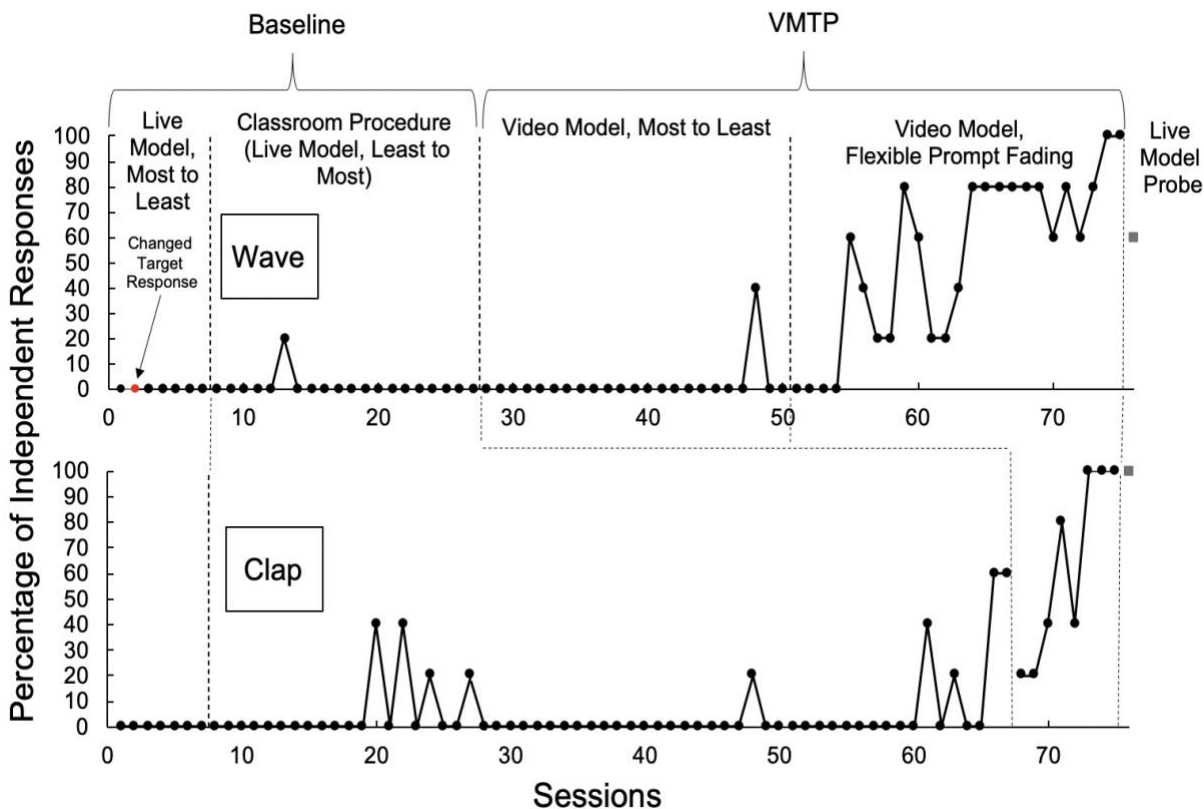 Baseline
VMTP
Live
Model,
Most to
Least
Classroom Procedure
(Live Model, Least to
Most)
Video Model, Most to Least
Video Model,
Flexible Prompt Fading
Live
Model
Probe
Changed
Target
Response
Wave
Percentage of Independent Responses
100
90
80
70
60
50
40
30
20
10
0
0 10 20 30 40 50 60 70
Clap
100
90
80
70
60
50
40
30
20
10
0
0 10 20 30 40 50 60 70
Sessions